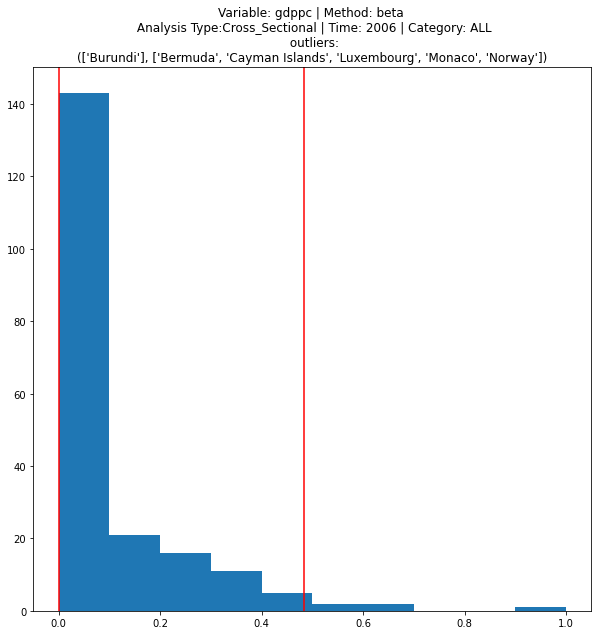 Variable: gdppc | Method: beta
Analysis Type:Cross_Sectional | Time: 2006 | Category: ALL
outliers:
(['Burundi'], ['Bermuda', 'Cayman Islands', 'Luxembourg', 'Monaco', 'Norway'])
140
120
100
80
60
40
20
0
0.0 0.2 0.4 0.6 0.8 1.0